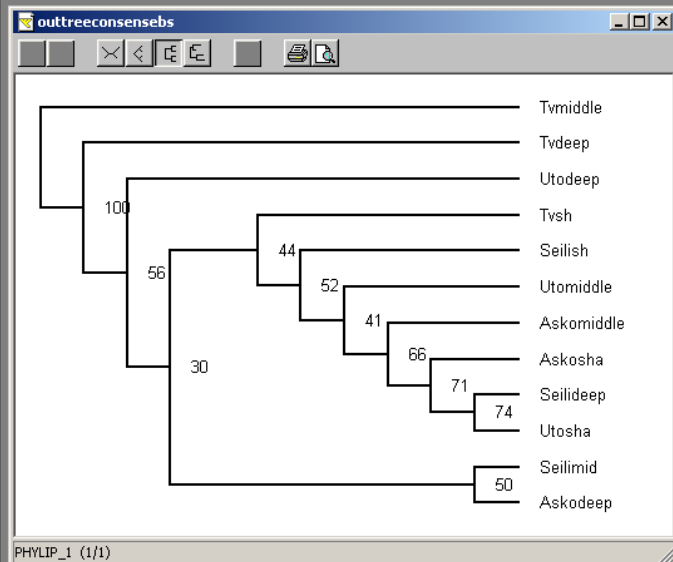 outtreeconsensebs
Tvmiddle
Tvdeep
Utodeep
100
Tvsh
44
Seilish
56
52
Utomiddle
41
Askomiddle
66
Askosha
30
71
Seilideep
74
Utosha
Seilimid
50
Askodeep
PHYLIP_1 (1/1)